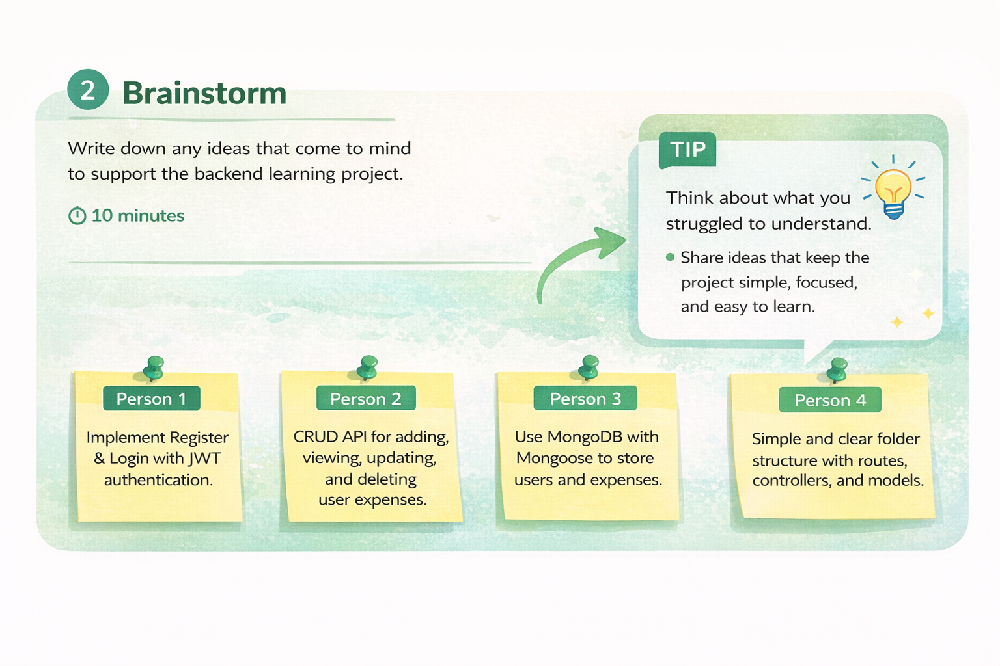 2 Brainstorm
Write down any ideas that come to mind
to support the backend learning project.
10 minutes
TIP
Think about what you
struggled to understand.
Share ideas that keep the
project simple, focused,
and easy to learn.
Person 1
Implement Register
& Login with JWT
authentication.
Person 2
CRUD API for adding,
viewing, updating,
and deleting
user expenses.
Person 3
Use MongoDB with
Mongoose to store
users and expenses.
Person 4
Simple and clear folder
structure with routes,
controllers, and models.